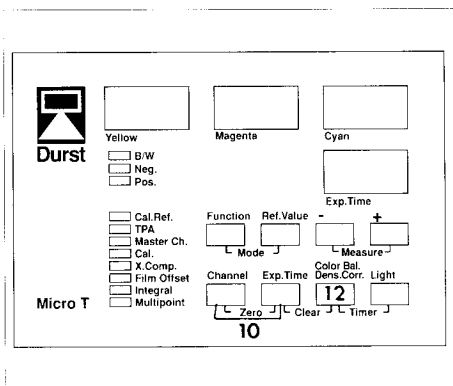 Yellow Magenta Cyan
Durst
B/W
Neg.
Pos.
Exp.Time
Cal.Ref. Function Ref.Value - +
TPA
Master Ch. Mode Measure
Cal.
X.Comp. Color Bal.
Film Offset Channel Exp.Time Dens.Corr. Light
Integral 12
Micro T Multipoint Zero Clear Timer
10